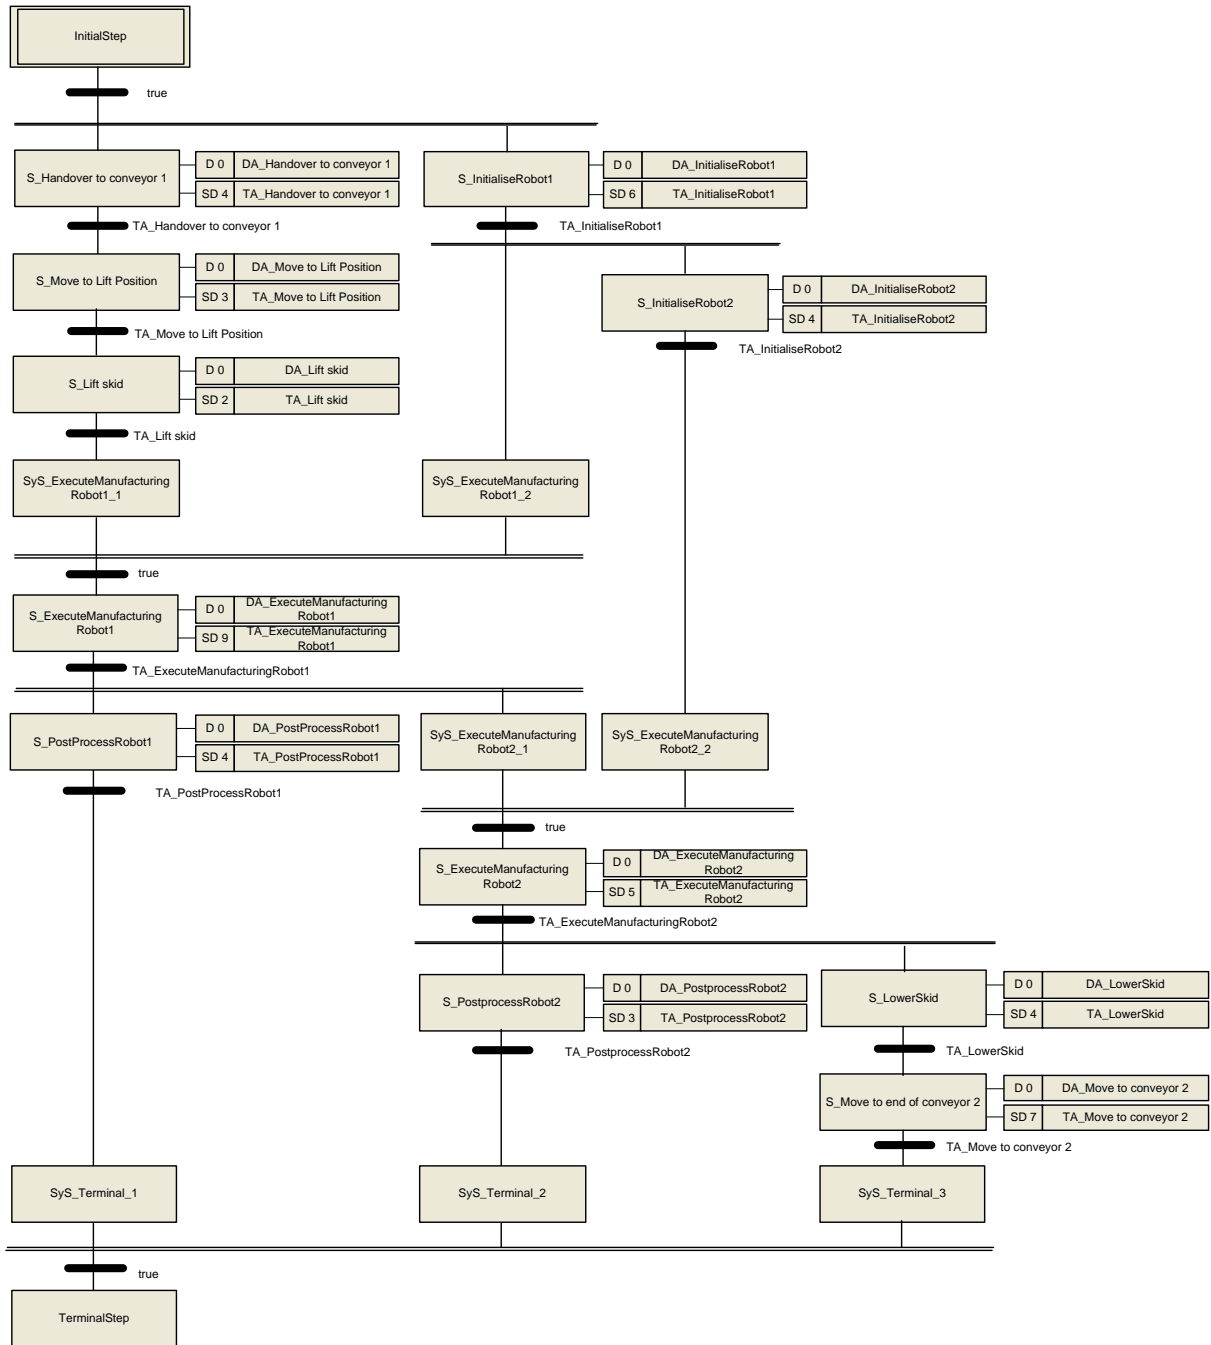 InitialStep
true
S_Handover to conveyor 1
D 0
DA_Handover to conveyor 1
SD 4
TA_Handover to conveyor 1
S_InitialiseRobot1
D 0
DA_InitialiseRobot1
SD 6
TA_InitialiseRobot1
TA_Handover to conveyor 1
TA_InitialiseRobot1
S_Move to Lift Position
D 0
DA_Move to Lift Position
SD 3
TA_Move to Lift Position
S_InitialiseRobot2
D 0
DA_InitialiseRobot2
SD 4
TA_InitialiseRobot2
TA_Move to Lift Position
TA_InitialiseRobot2
S_Lift skid
D 0
DA_Lift skid
SD 2
TA_Lift skid
TA_Lift skid
SyS_ExecuteManufacturing
Robot1_1
SyS_ExecuteManufacturing
Robot1_2
true
S_ExecuteManufacturing
Robot1
D 0
DA_ExecuteManufacturing
Robot1
SD 9
TA_ExecuteManufacturing
Robot1
TA_ExecuteManufacturingRobot1
S_PostProcessRobot1
D 0
DA_PostProcessRobot1
SD 4
TA_PostProcessRobot1
SyS_ExecuteManufacturing
Robot2_1
SyS_ExecuteManufacturing
Robot2_2
TA_PostProcessRobot1
true
S_ExecuteManufacturing
Robot2
D 0
DA_ExecuteManufacturing
Robot2
SD 5
TA_ExecuteManufacturing
Robot2
TA_ExecuteManufacturingRobot2
S_PostprocessRobot2
D 0
DA_PostprocessRobot2
SD 3
TA_PostprocessRobot2
S_LowerSkid
D 0
DA_LowerSkid
SD 4
TA_LowerSkid
TA_PostprocessRobot2
TA_LowerSkid
S_Move to end of conveyor 2
D 0
DA_Move to conveyor 2
SD 7
TA_Move to conveyor 2
TA_Move to conveyor 2
SyS_Terminal_1
SyS_Terminal_2
SyS_Terminal_3
true
TerminalStep